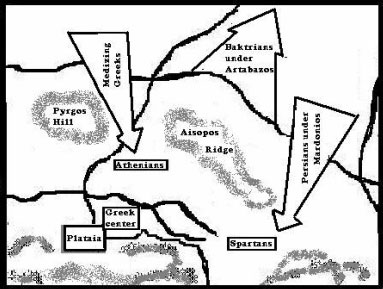 Medizing
Greeks
Baktrians
under
Artabazos
Pyrgos
Hill
Aisopos
Ridge
Persians under
Mardonios
Athenians
Greek
center
Plataia
Spartans